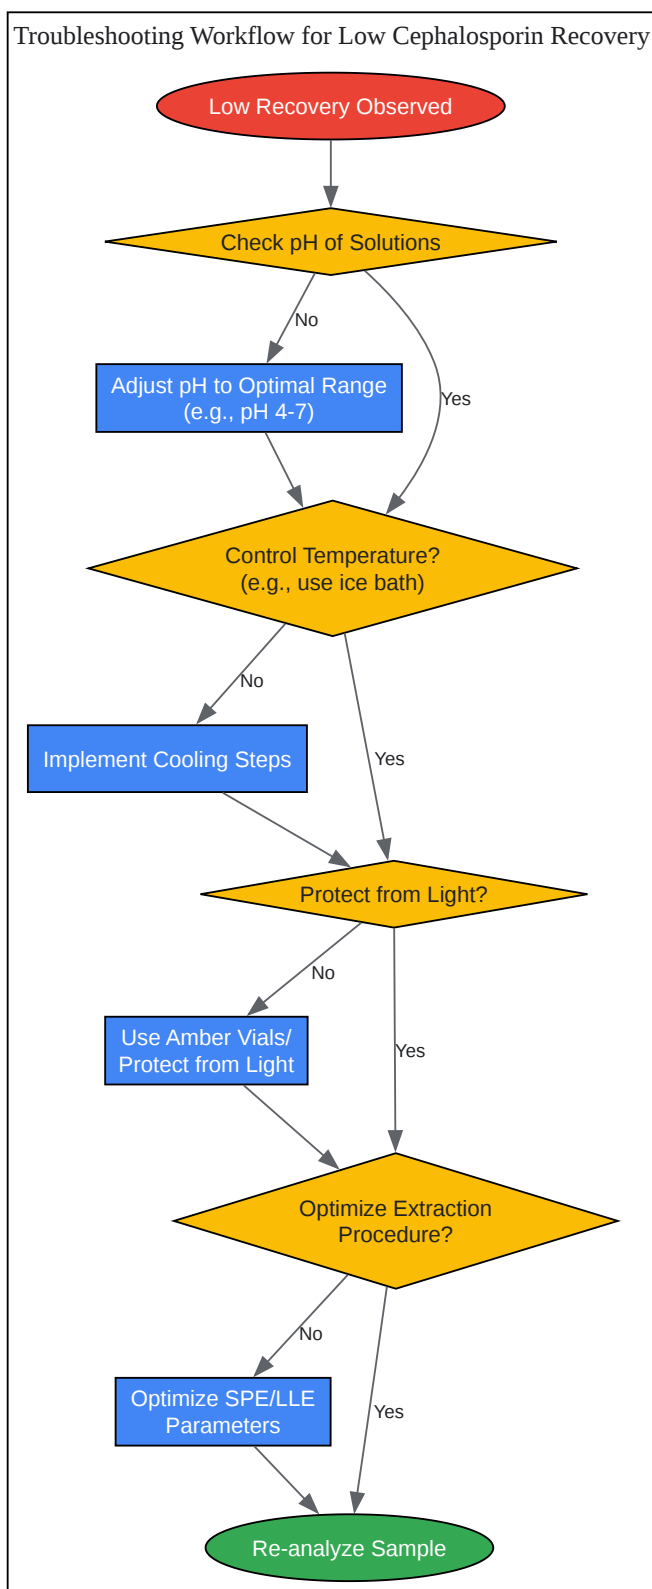 Troubleshooting Workflow for Low Cephalosporin Recovery
Low Recovery Observed
Check pH of Solutions
No
Adjust pH to Optimal Range
(e.g., pH 4-7)
Yes
Control Temperature?
(e.g., use ice bath)
No
Implement Cooling Steps
Yes
Protect from Light?
No
Use Amber Vials/
Protect from Light
Yes
Optimize Extraction
Procedure?
No
Optimize SPE/LLE
Parameters
Yes
Re-analyze Sample